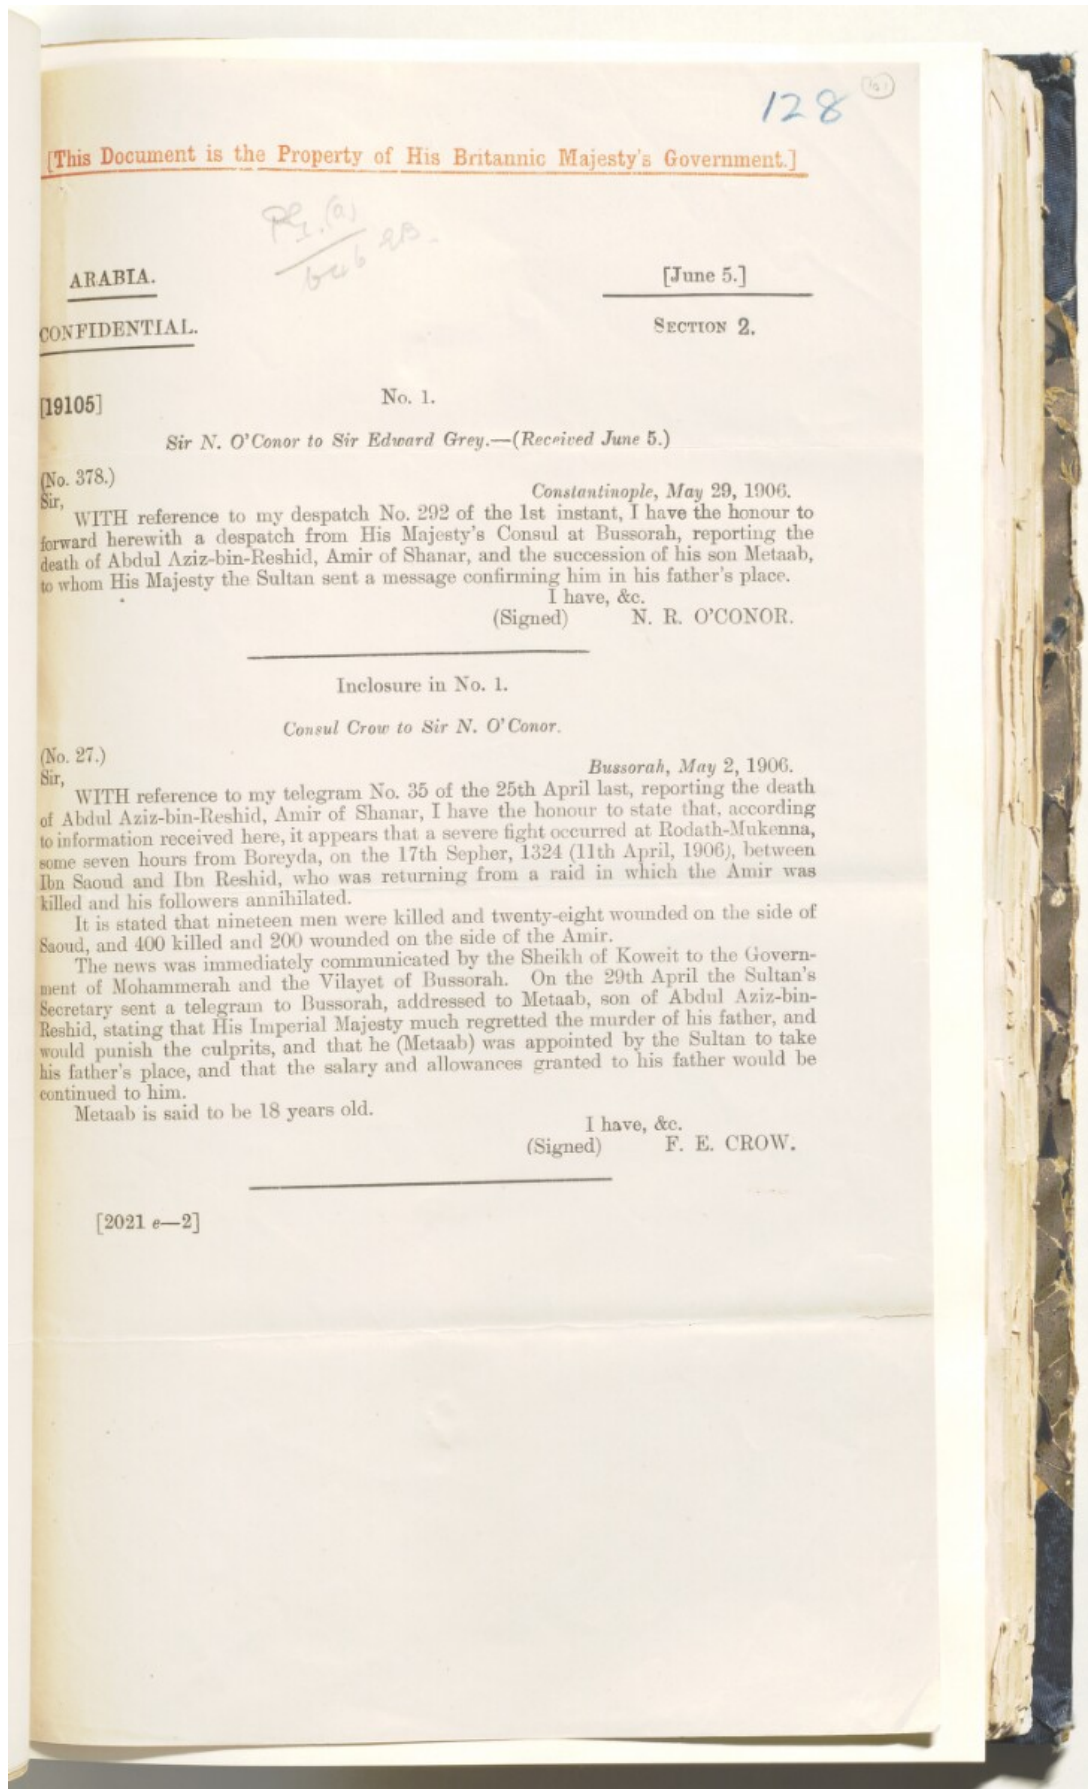 128
[This Document is the Property of His Britannic Majesty's Government.]
ARABIA.
[June 5.]
CONFIDENTIAL.
SECTION 2.
[19105]
No. 1.
Sir N. O'Conor to Sir Edward Grey.—(Received June 5.)
(No. 378.)
Sir,
Constantinople, May 29, 1906.
WITH reference to my despatch No. 292 of the 1st instant, I have the honour to
forward herewith a despatch from His Majesty's Consul at Bussorah, reporting the
death of Abdul Aziz-bin-Reshid, Amir of Shanar, and the succession of his son Metaab,
to whom His Majesty the Sultan sent a message confirming him in his father's place.
I have, &c.
(Signed) N. R. O'CONOR.
Inclosure in No. 1.
Consul Crow to Sir N. O'Conor.
(No. 27.)
Sir,
Bussorah, May 2, 1906.
WITH reference to my telegram No. 35 of the 25th April last, reporting the death
of Abdul Aziz-bin-Reshid, Amir of Shanar, I have the honour to state that, according
to information received here, it appears that a severe fight occurred at Rodath-Mukenna,
some seven hours from Boreyda, on the 17th Sepher, 1324 (11th April, 1906), between
Ibn Saoud and Ibn Reshid, who was returning from a raid in which the Amir was
killed and his followers annihilated.
It is stated that nineteen men were killed and twenty-eight wounded on the side of
Saoud, and 400 killed and 200 wounded on the side of the Amir.
The news was immediately communicated by the Sheikh of Koweit to the Govern-
ment of Mohammerah and the Vilayet of Bussorah. On the 29th April the Sultan's
Secretary sent a telegram to Bussorah, addressed to Metaab, son of Abdul Aziz-bin-
Reshid, stating that His Imperial Majesty much regretted the murder of his father, and
would punish the culprits, and that he (Metaab) was appointed by the Sultan to take
his father's place, and that the salary and allowances granted to his father would be
continued to him.
Metaab is said to be 18 years old.
I have, &c.
(Signed) F. E. CROW.
[2021 e—2]